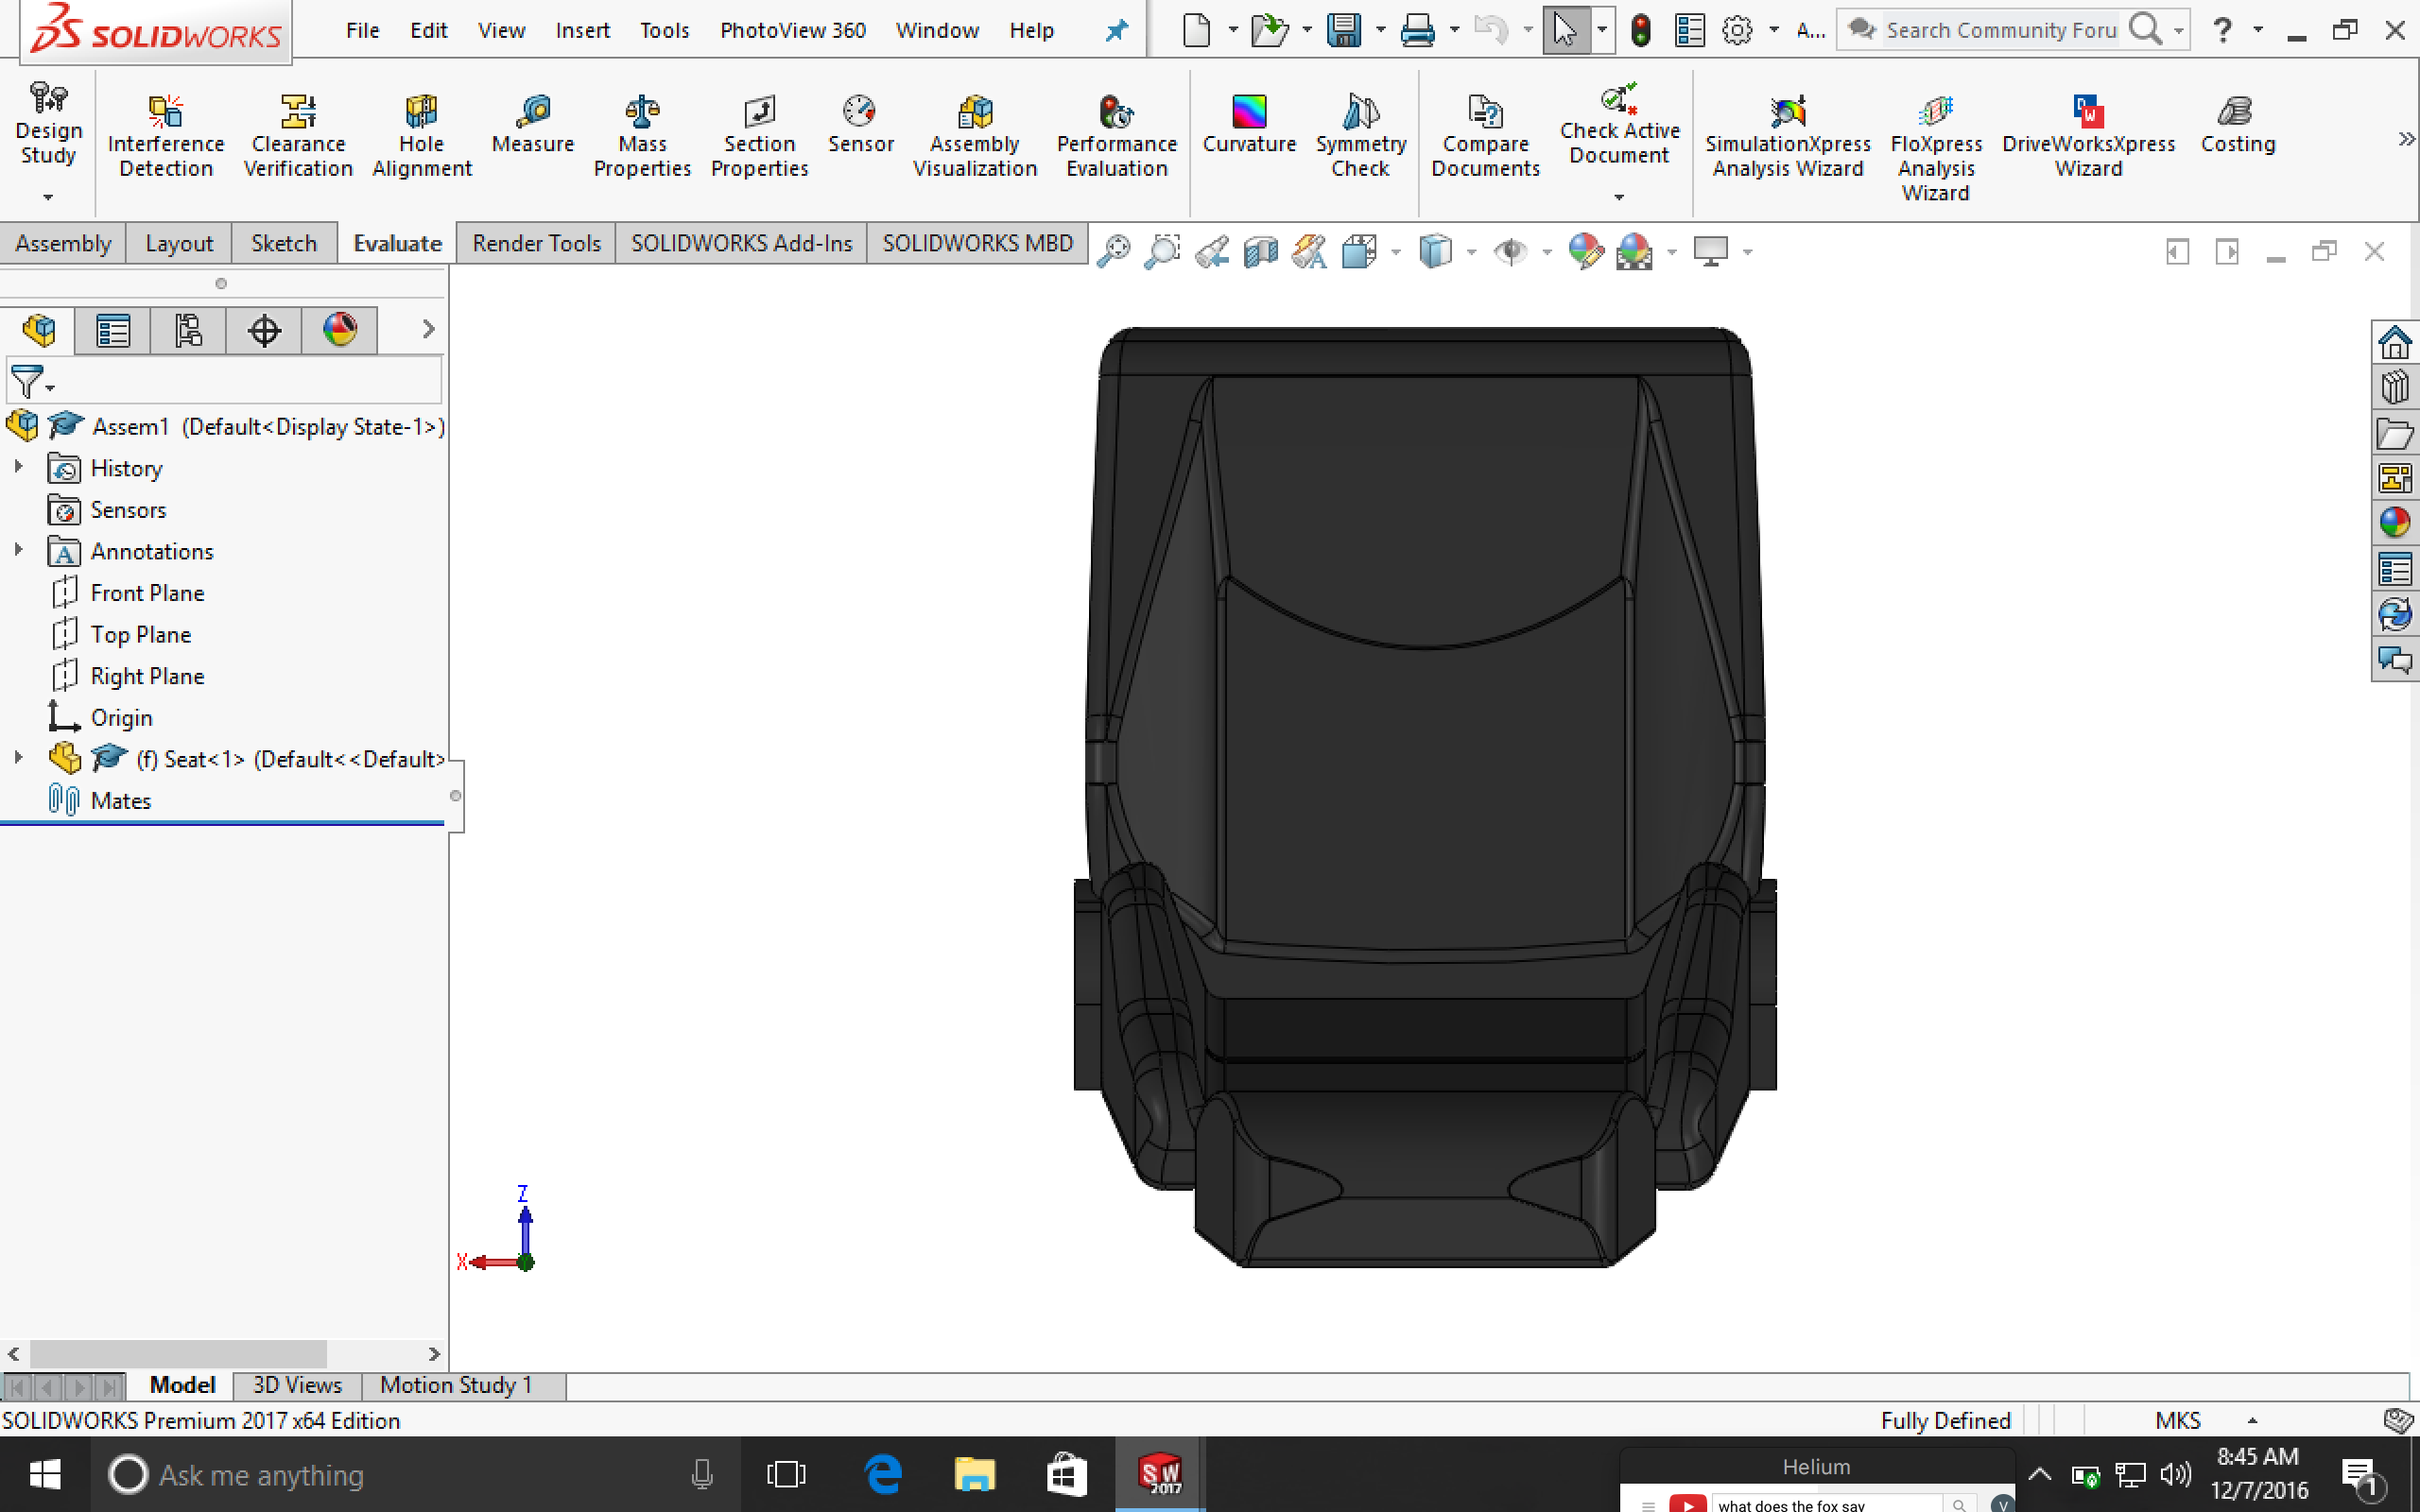 SOLIDWORKS File Edit View Insert Tools PhotoView 360 Window Help A... Search Community Foru ?
Design Study
Interference Detection
Clearance Verification
Hole Alignment
Measure
Mass Properties
Section Properties
Sensor
Assembly Visualization
Performance Evaluation
Curvature
Symmetry Check
Compare Documents
Check Active Document
SimulationXpress Analysis Wizard
FloXpress Analysis Wizard
DriveWorksXpress Wizard
Costing
Assembly Layout Sketch Evaluate Render Tools SOLIDWORKS Add-Ins SOLIDWORKS MBD
Assem1 (Default<Display State-1>)
History
Sensors
Annotations
Front Plane
Top Plane
Right Plane
Origin
(f) Seat<1> (Default<<Default>
Mates
Z
X
Model 3D Views Motion Study 1
SOLIDWORKS Premium 2017 x64 Edition Fully Defined MKS
Ask me anything
SW 2017
Helium
what does the fox say
V
8:45 AM
12/7/2016
1